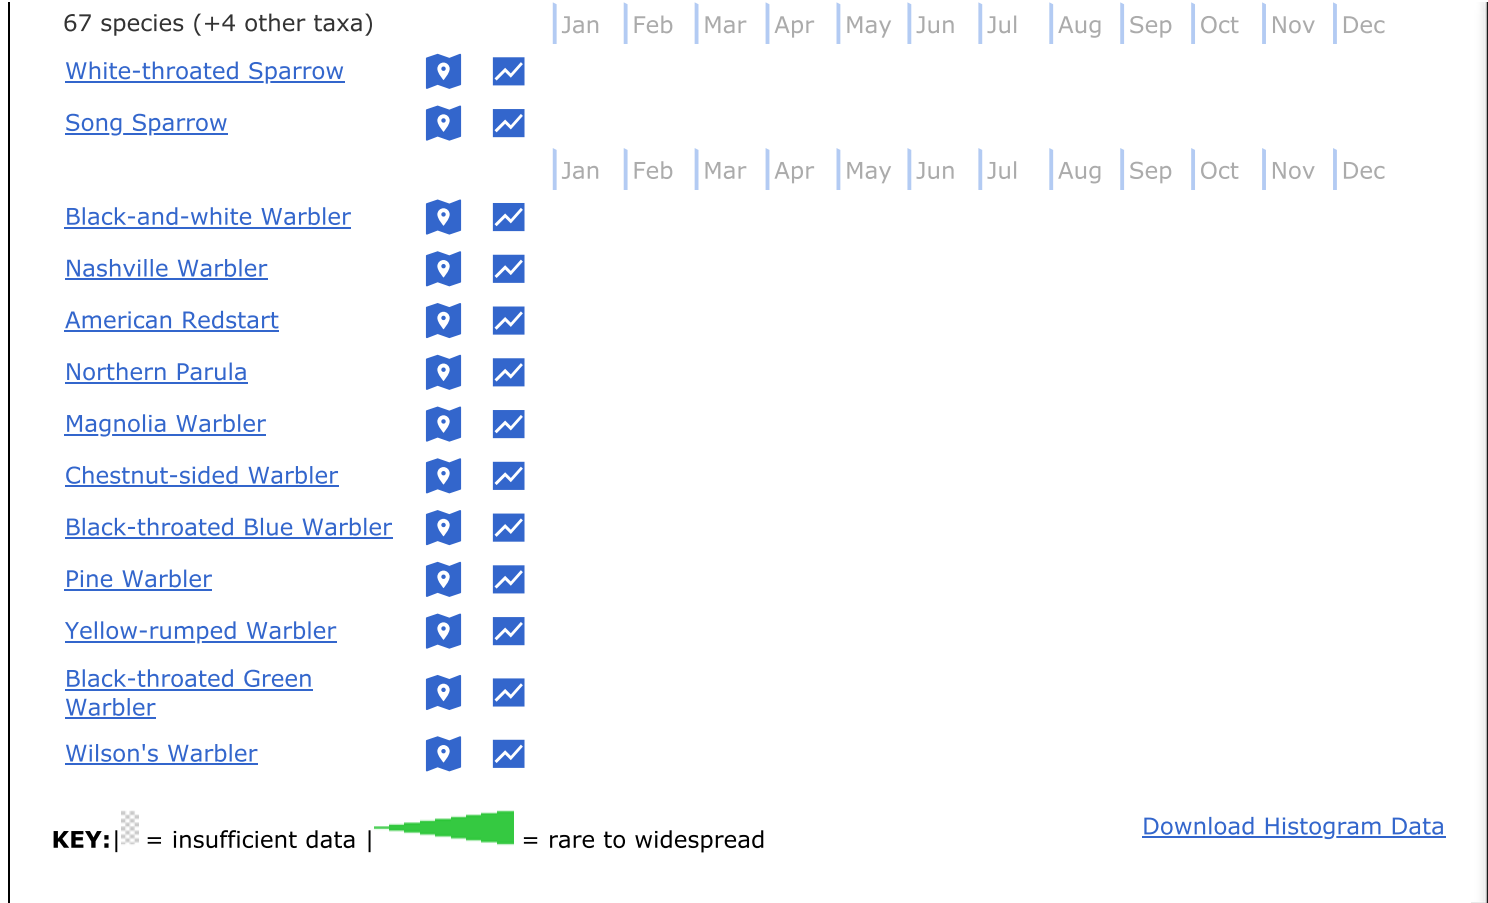 67 species (+4 other taxa) Jan Feb Mar Apr May Jun Jul Aug Sep Oct Nov Dec
White-throated Sparrow
Song Sparrow
Jan Feb Mar Apr May Jun Jul Aug Sep Oct Nov Dec
Black-and-white Warbler
Nashville Warbler
American Redstart
Northern Parula
Magnolia Warbler
Chestnut-sided Warbler
Black-throated Blue Warbler
Pine Warbler
Yellow-rumped Warbler
Black-throated Green
Warbler
Wilson's Warbler
KEY:| = insufficient data | = rare to widespread
Download Histogram Data